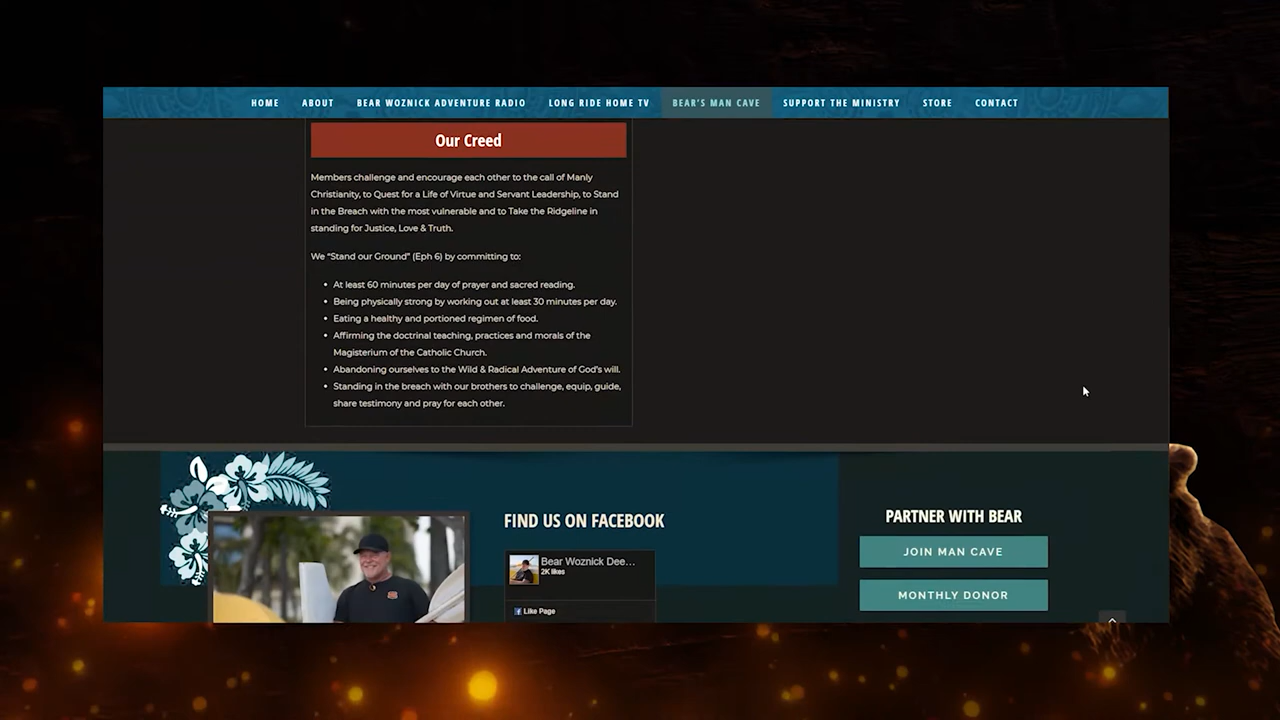 HOME ABOUT BEAR WOZNICK ADVENTURE RADIO LONG RIDE HOME TV BEAR'S MAN CAVE SUPPORT THE MINISTRY STORE CONTACT
Our Creed
Members challenge and encourage each other to the call of Manly
Christianity, to Quest for a Life of Virtue and Servant Leadership, to Stand
in the Breach with the most vulnerable and to Take the Ridgeline in
standing for Justice, Love & Truth.
We “Stand our Ground” (Eph 6) by committing to:
• At least 60 minutes per day of prayer and sacred reading.
• Being physically strong by working out at least 30 minutes per day.
• Eating a healthy and portioned regimen of food.
• Affirming the doctrinal teaching, practices and morals of the
Magisterium of the Catholic Church.
• Abandoning ourselves to the Wild & Radical Adventure of God's will.
• Standing in the breach with our brothers to challenge, equip, guide,
share testimony and pray for each other.
FIND US ON FACEBOOK
Bear Woznick Dee…
2K likes
Like Page
PARTNER WITH BEAR
JOIN MAN CAVE
MONTHLY DONOR